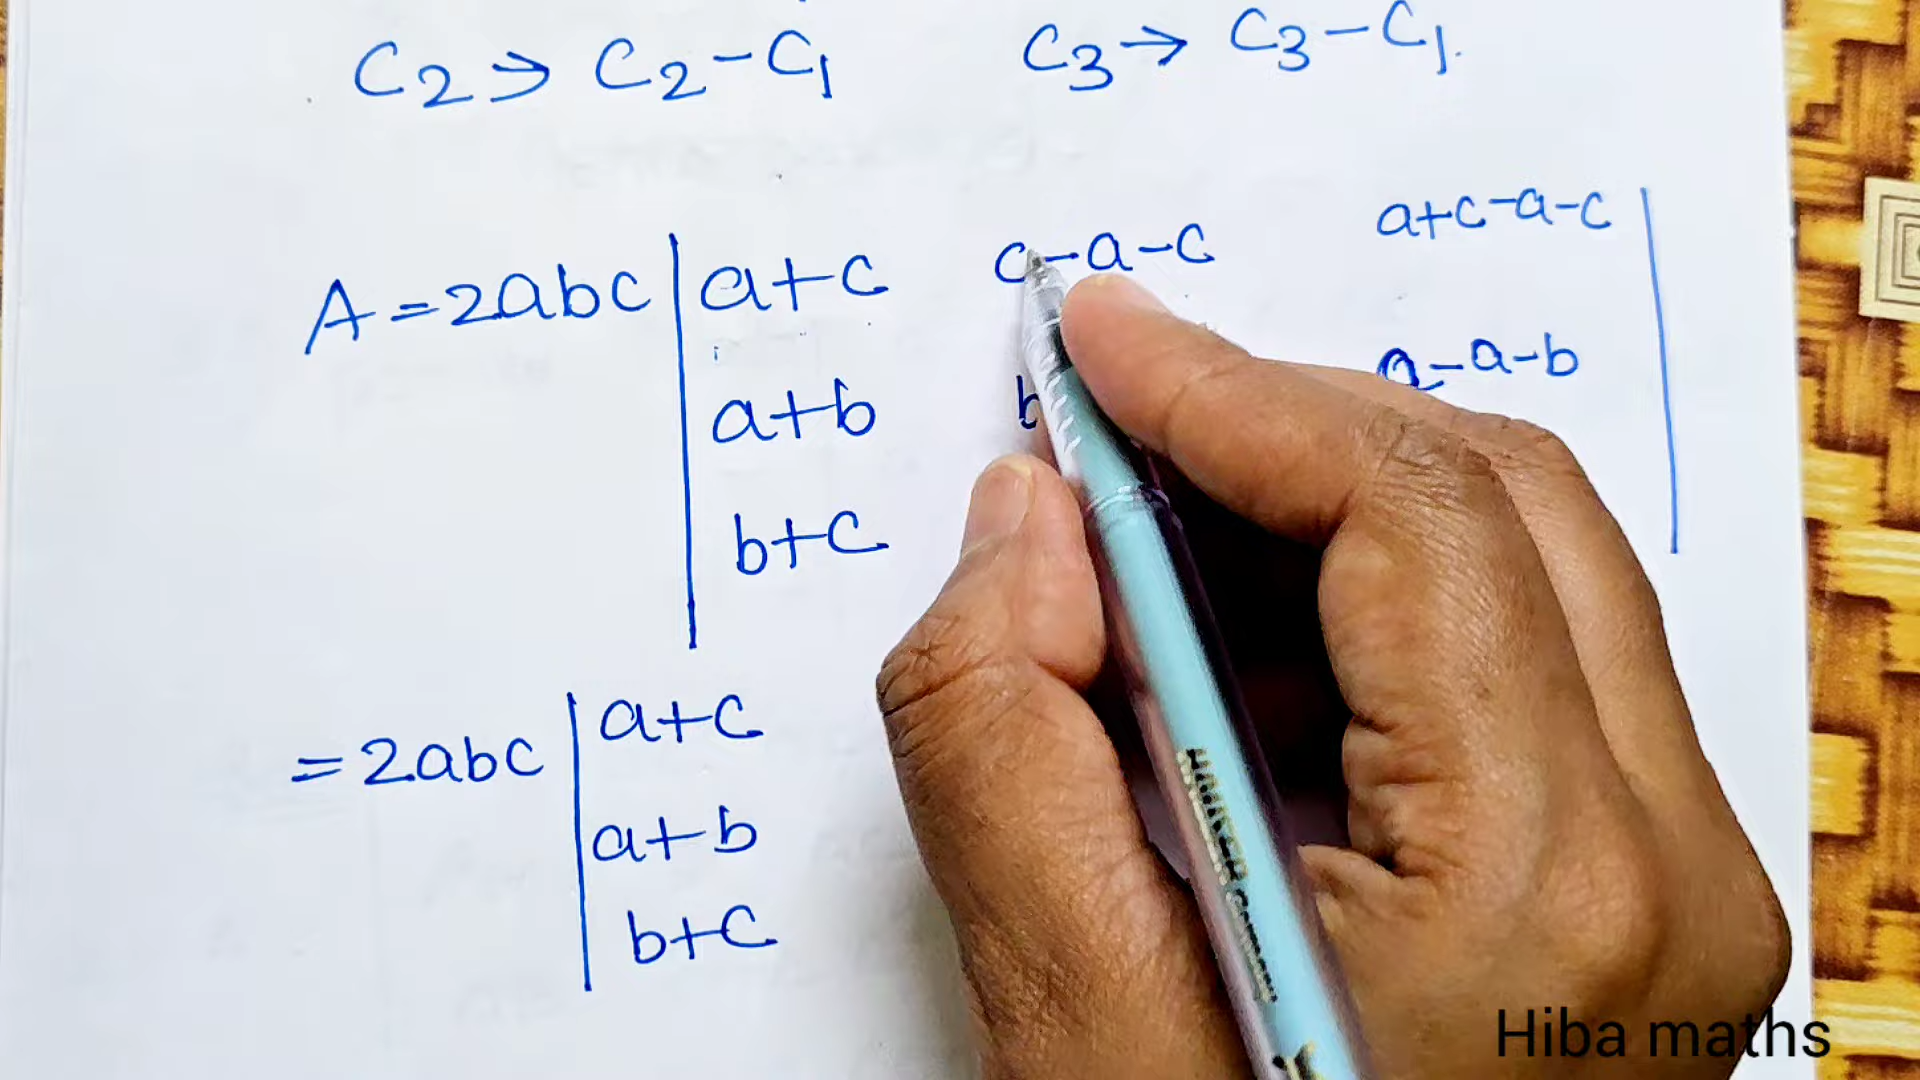 C2 → C2-C1 C3 → C3-C1.
A = 2abc | a+c c-a-c a+c-a-c |
a+b b a-a-b
b+c
= 2abc | a+c
a+b
b+c
Hiba maths